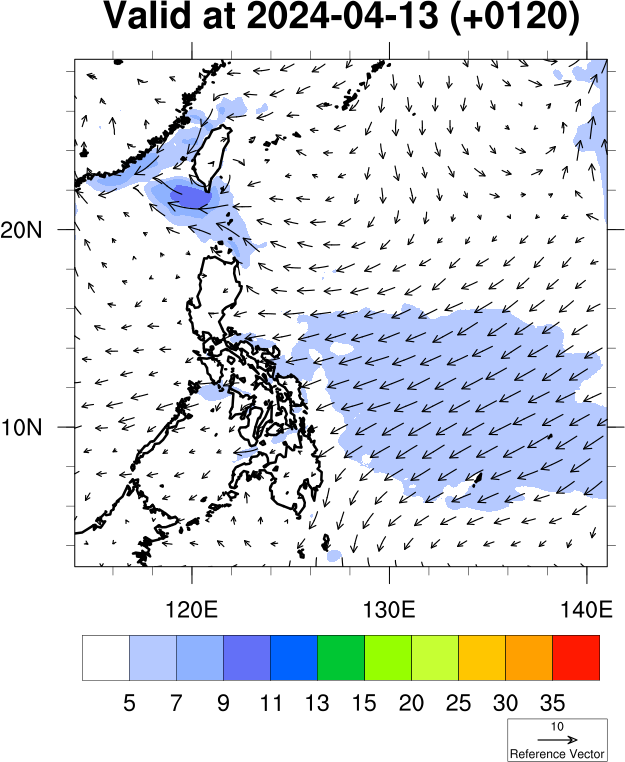 Valid at 2024-04-13 (+0120)
20N
10N
120E 130E 140E
5 7 9 11 13 15 20 25 30 35
10
Reference Vector